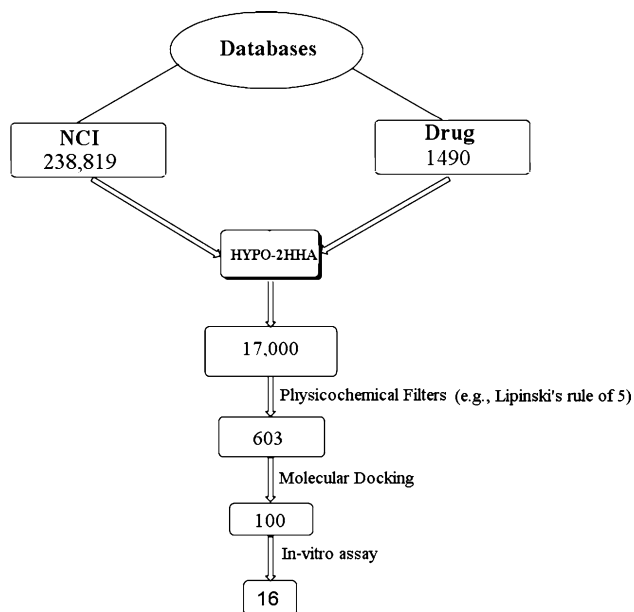 Databases
NCI
238,819
Drug
1490
HYPO-2HHA
17,000
Physicochemical Filters (e.g., Lipinski's rule of 5)
603
Molecular Docking
100
In-vitro assay
16